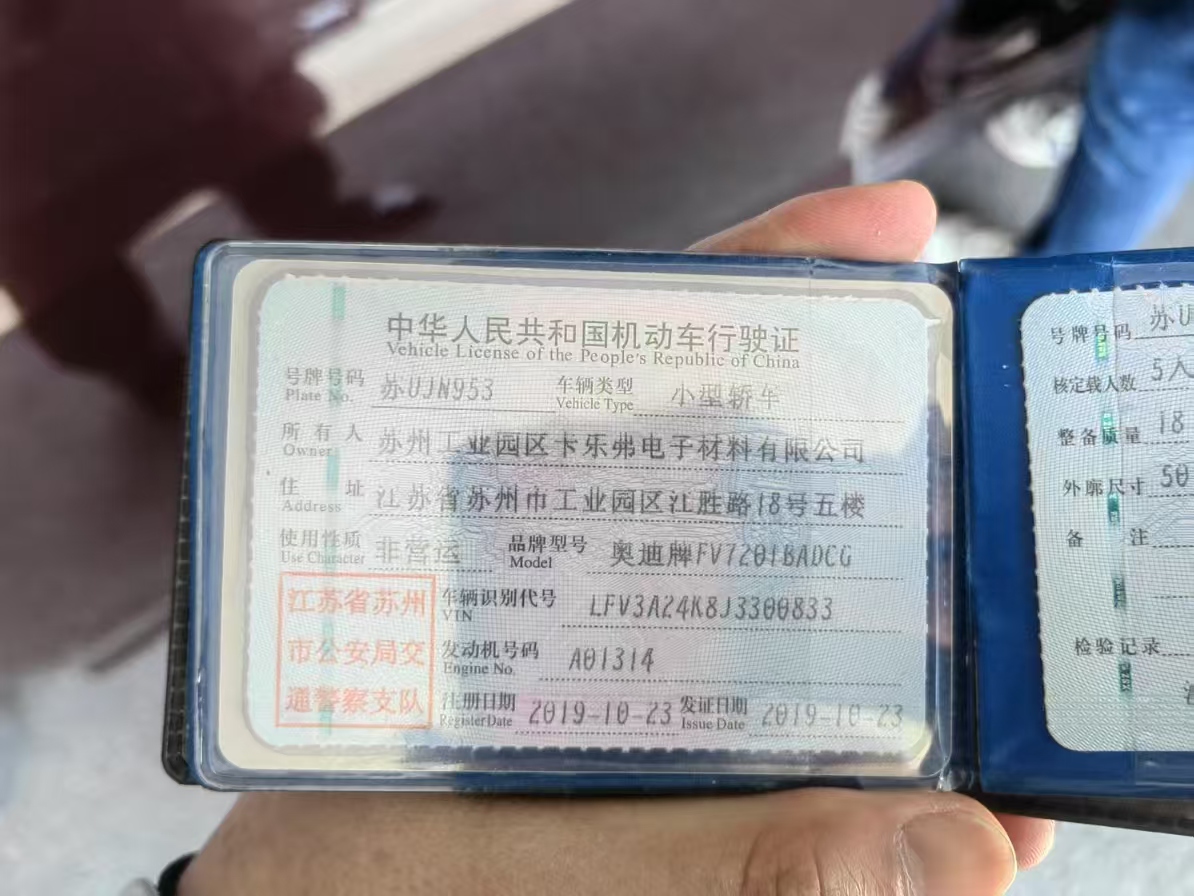 中华人民共和国机动车行驶证
Vehicle License of the People's Republic of China
号牌号码 苏UJN953 车辆类型 小型轿车
Plate No. Vehicle Type
所有人 苏州工业园区卡乐弗电子材料有限公司
Owner
住址 江苏省苏州市工业园区江胜路18号五楼
Address
使用性质 非营运 品牌型号 奥迪牌FV7201BADCG
Use Character Model
车辆识别代号 LFV3A24K8J3300833
VIN
发动机号码 A01314
Engine No.
注册日期 2019-10-23 发证日期 2019-10-23
Register Date Issue Date
江苏省苏州
市公安局交
通警察支队
号牌号码 苏U
核定载人数 5人
整备质量 18
外廓尺寸 50
备注
检验记录